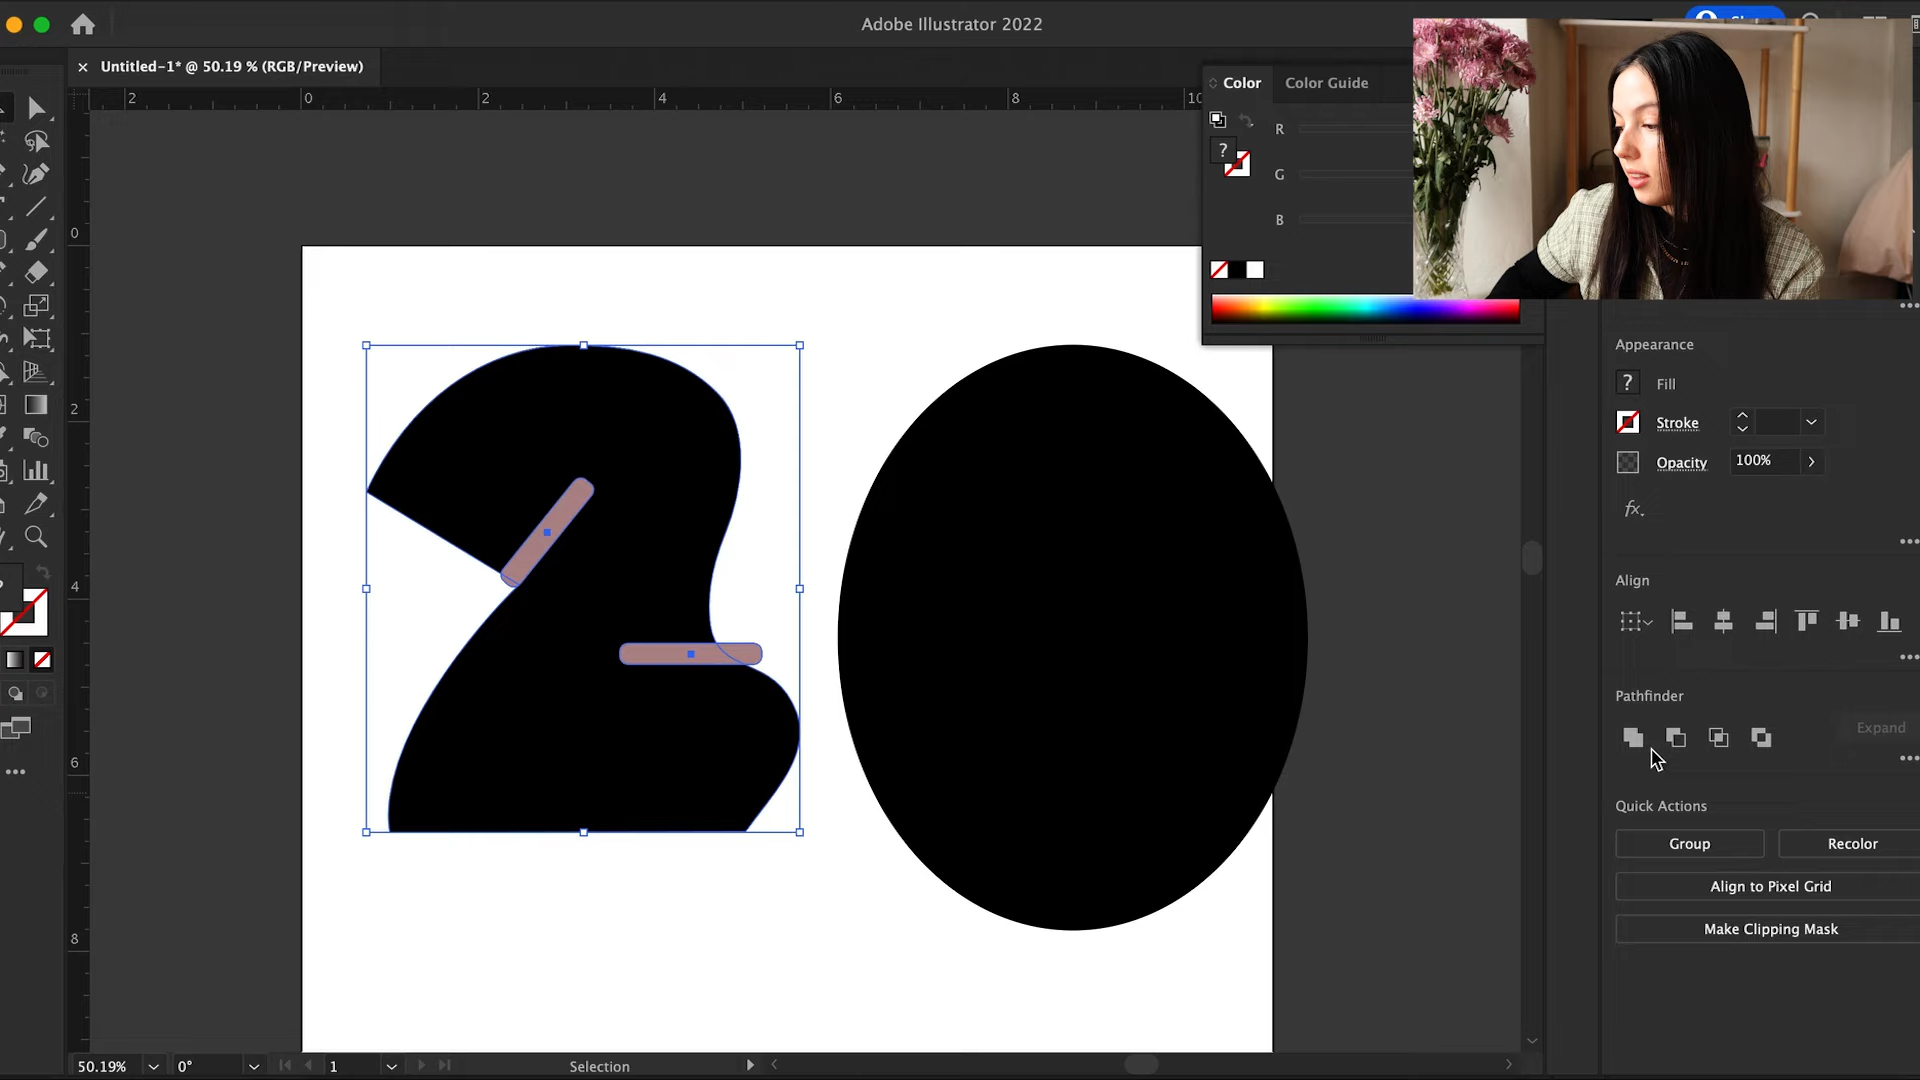 Adobe Illustrator 2022
× Untitled-1* @ 50.19 % (RGB/Preview)
Color Color Guide
2 0 2 4 6 8 10
R
? G
B
0
2
4
6
8
Appearance
? Fill
Stroke
Opacity 100%
fx.
Align
Pathfinder
Expand
Quick Actions
Group Recolor
Align to Pixel Grid
Make Clipping Mask
50.19% 0° 1 Selection